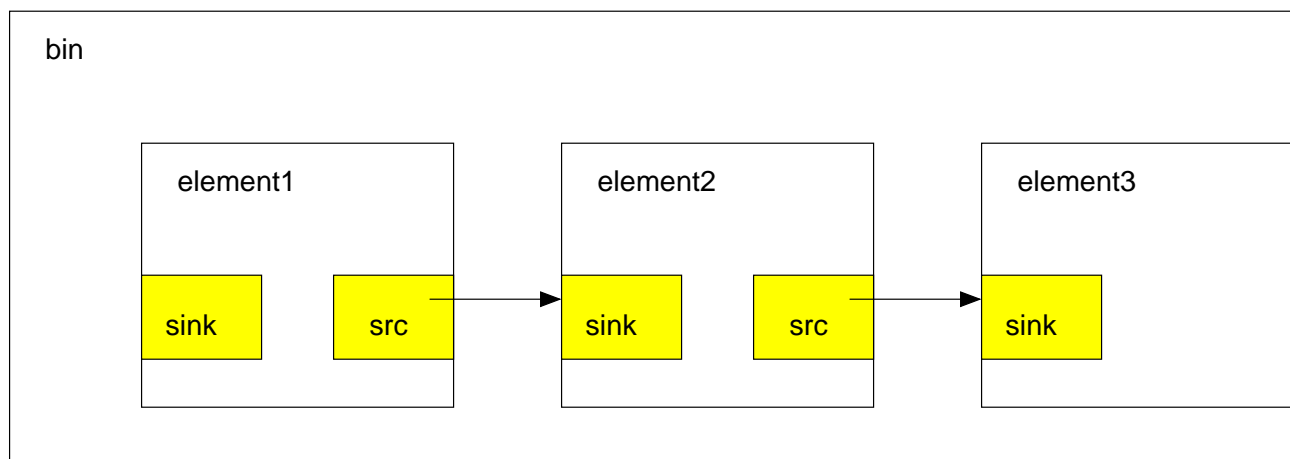 bin
element1
element2
element3
sink
src
sink
src
sink